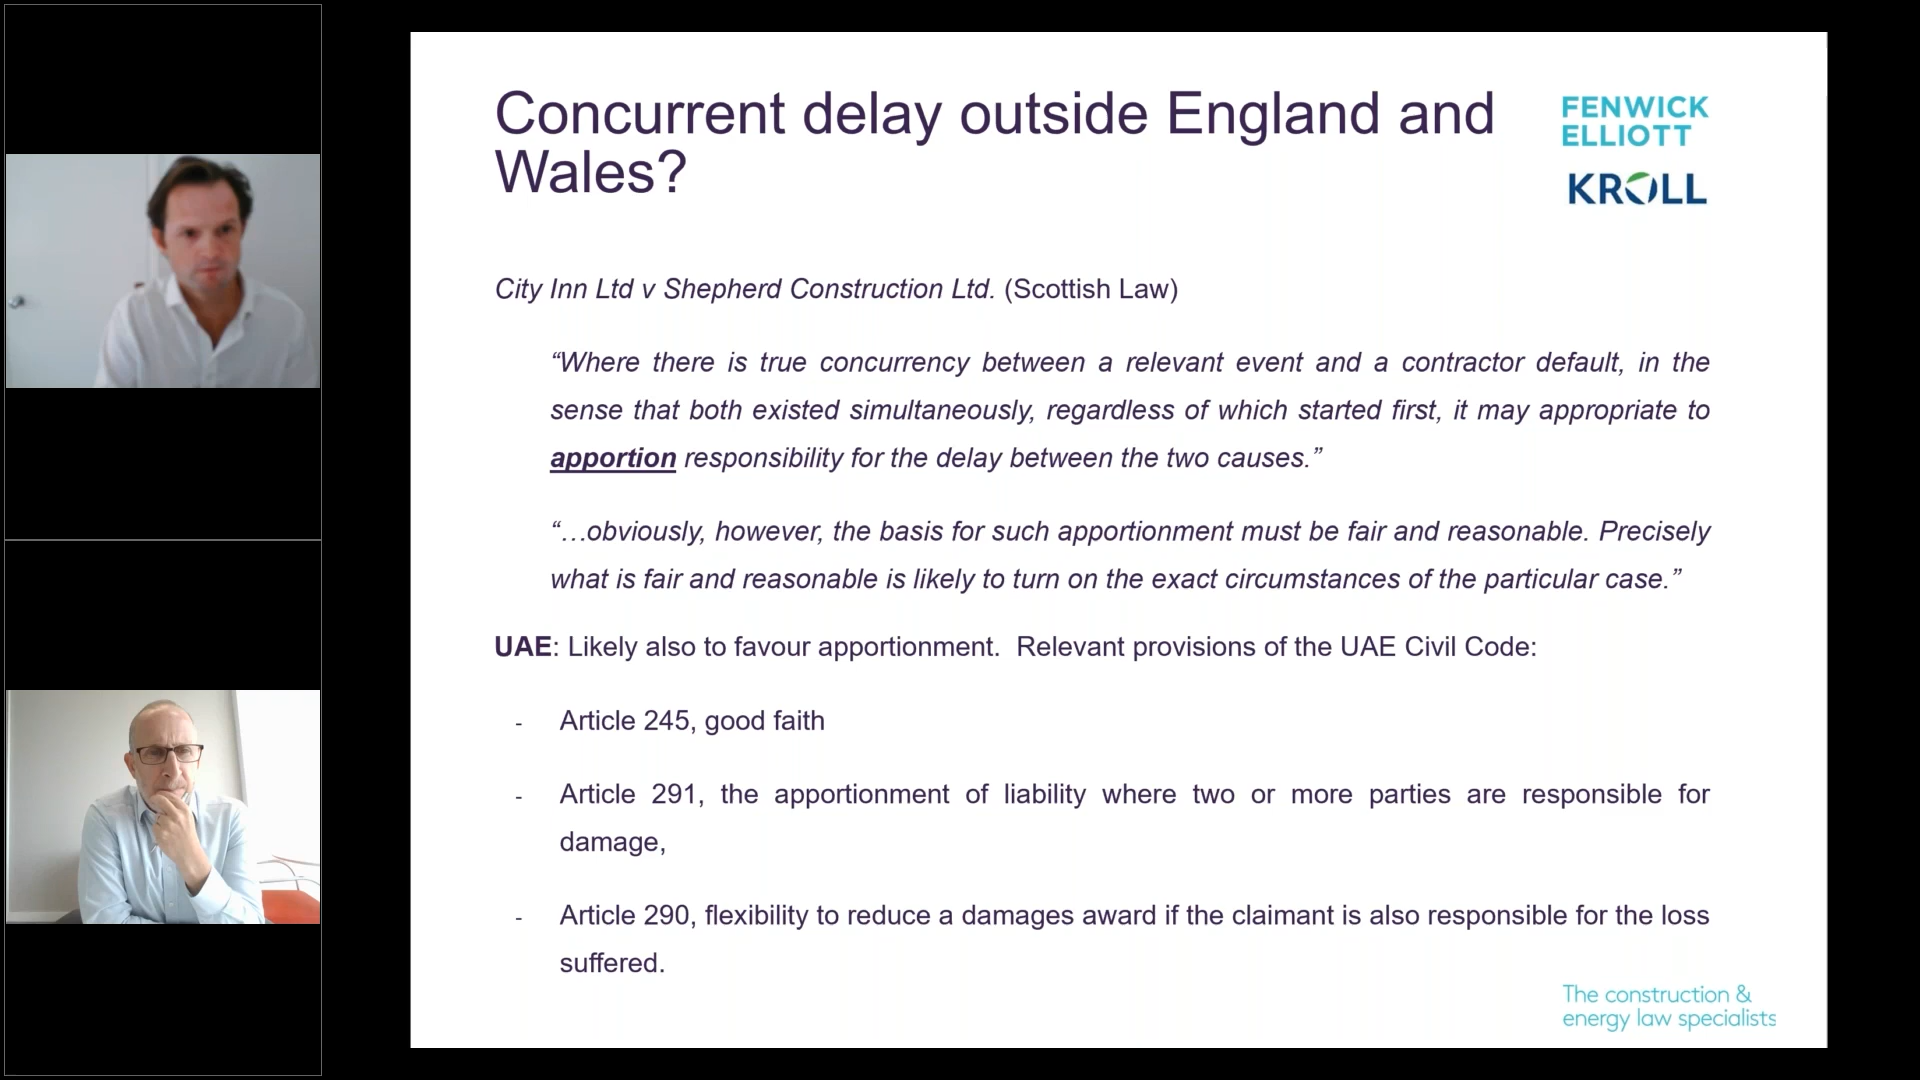 Concurrent delay outside England and
Wales?
FENWICK
ELLIOTT
KROLL
City Inn Ltd v Shepherd Construction Ltd. (Scottish Law)
“Where there is true concurrency between a relevant event and a contractor default, in the
sense that both existed simultaneously, regardless of which started first, it may appropriate to
apportion responsibility for the delay between the two causes.”
“…obviously, however, the basis for such apportionment must be fair and reasonable. Precisely
what is fair and reasonable is likely to turn on the exact circumstances of the particular case.”
UAE: Likely also to favour apportionment. Relevant provisions of the UAE Civil Code:
- Article 245, good faith
- Article 291, the apportionment of liability where two or more parties are responsible for
damage,
- Article 290, flexibility to reduce a damages award if the claimant is also responsible for the loss
suffered.
The construction &
energy law specialists